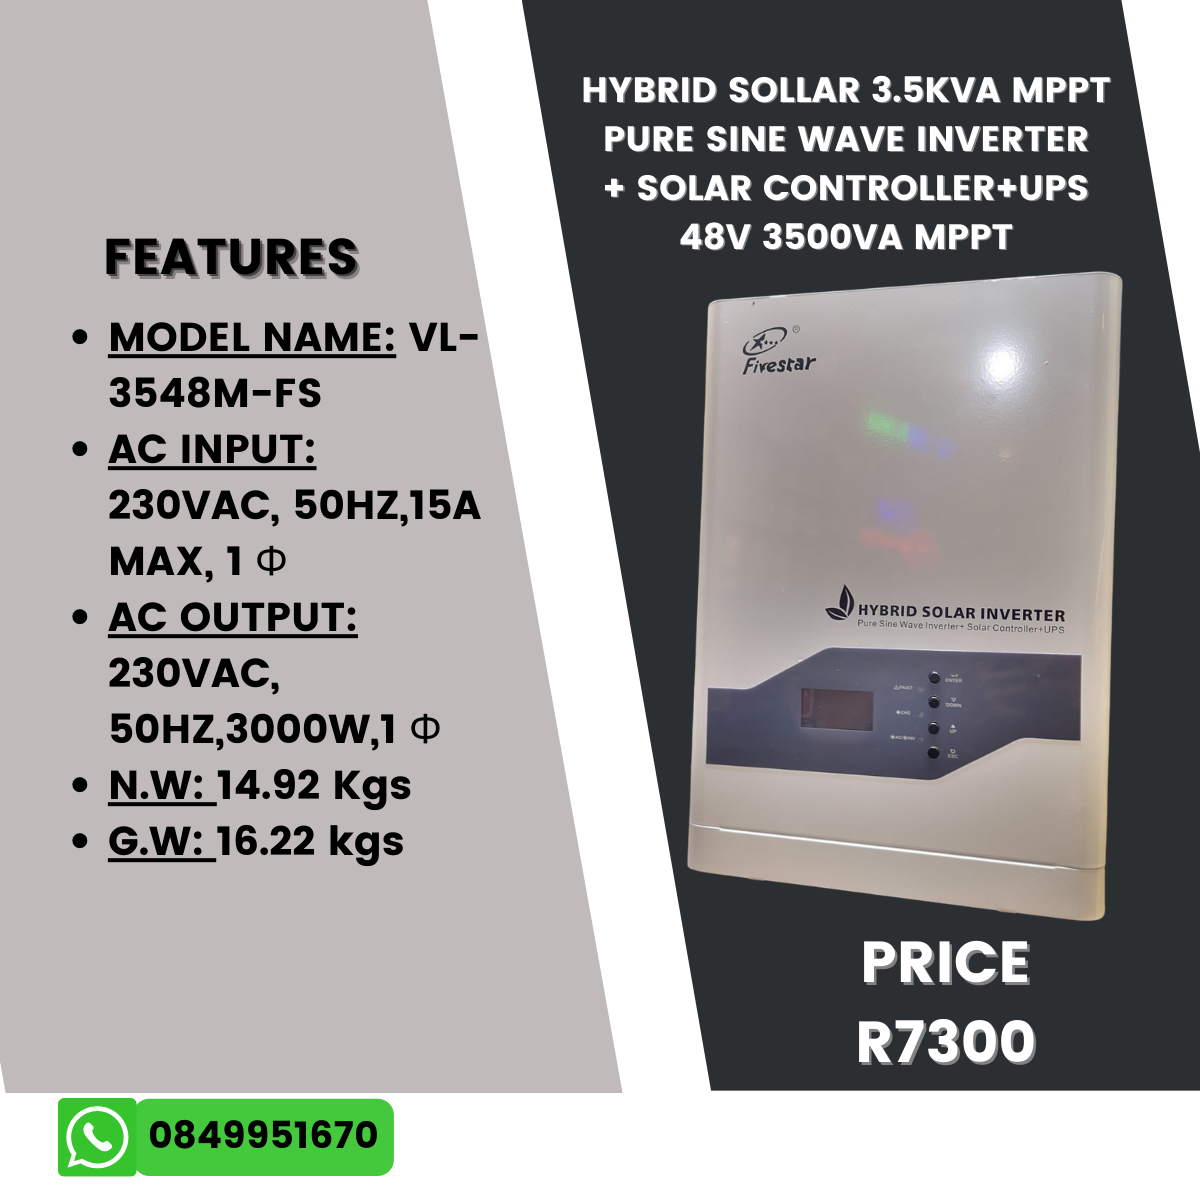 HYBRID SOLLAR 3.5KVA MPPT
PURE SINE WAVE INVERTER
+ SOLAR CONTROLLER+UPS
48V 3500VA MPPT
FEATURES
• MODEL NAME: VL-
3548M-FS
• AC INPUT:
230VAC, 50HZ,15A
MAX, 1 Φ
• AC OUTPUT:
230VAC,
50HZ,3000W,1 Φ
• N.W: 14.92 Kgs
• G.W: 16.22 kgs
®
Fivestar
HYBRID SOLAR INVERTER
Pure Sine Wave Inverter+ Solar Controller+UPS
FAULT
CHG
AC/INV
ENTER
DOWN
UP
ESC
PRICE
R7300
0849951670